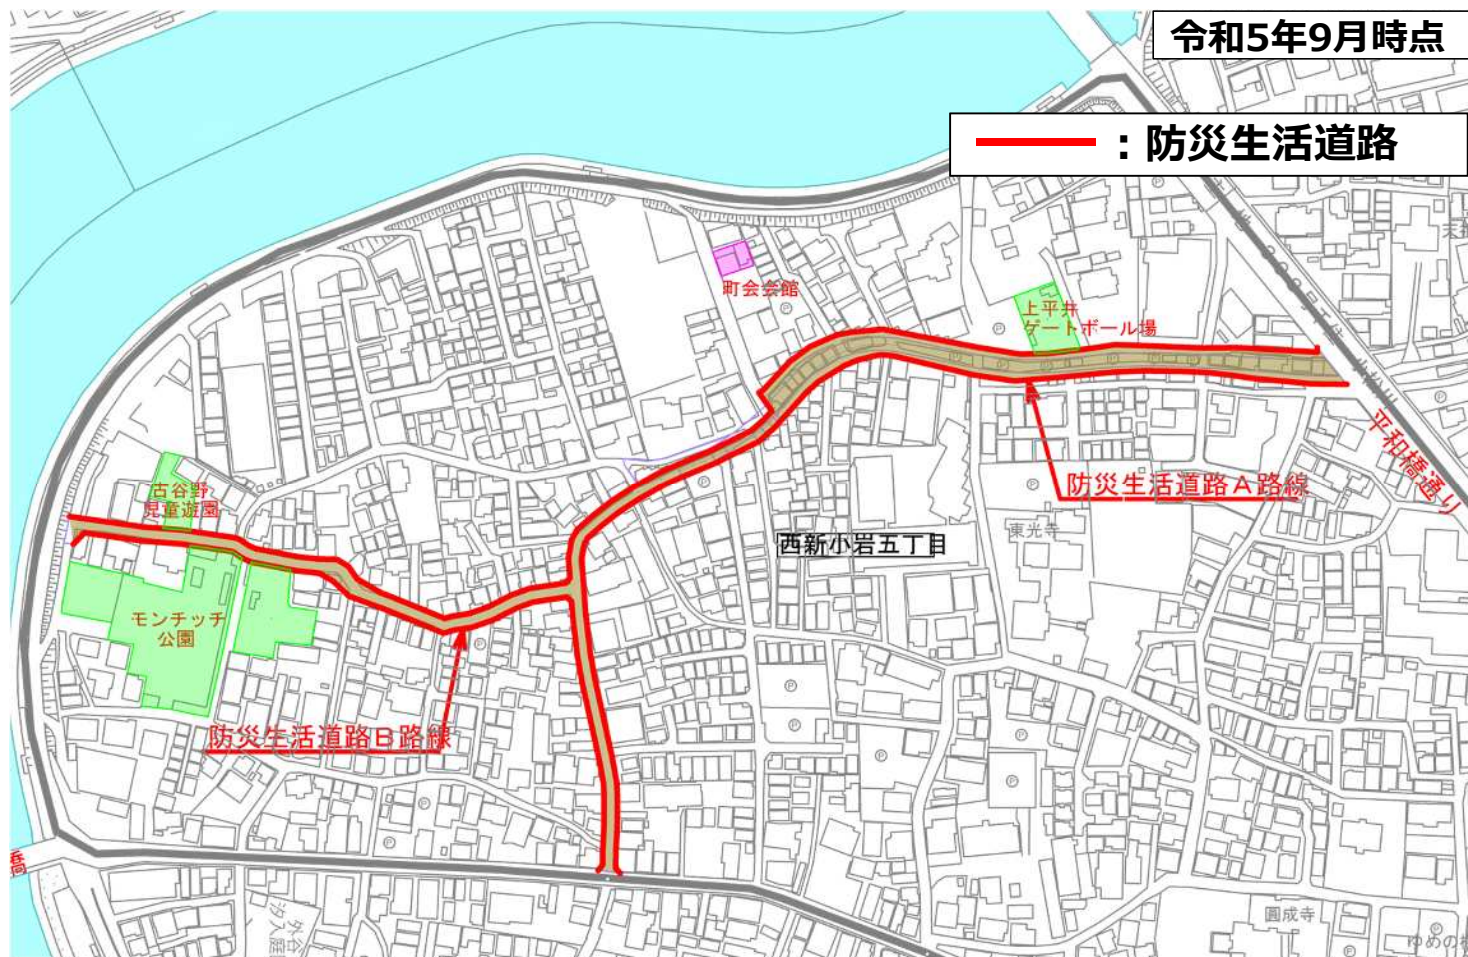 令和5年9月時点
：防災生活道路
町会会館
上平井
ゲートボール場
平和橋通り
防災生活道路A路線
古谷野
児童遊園
東光寺
西新小岩五丁目
モンチッチ
公園
防災生活道路B路線
橋
圓成寺